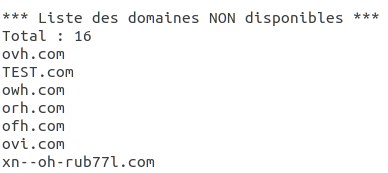 *** Liste des domaines NON disponibles ***
Total : 16
ovh.com
TEST.com
owh.com
orh.com
ofh.com
ovi.com
xn--oh-rub77l.com